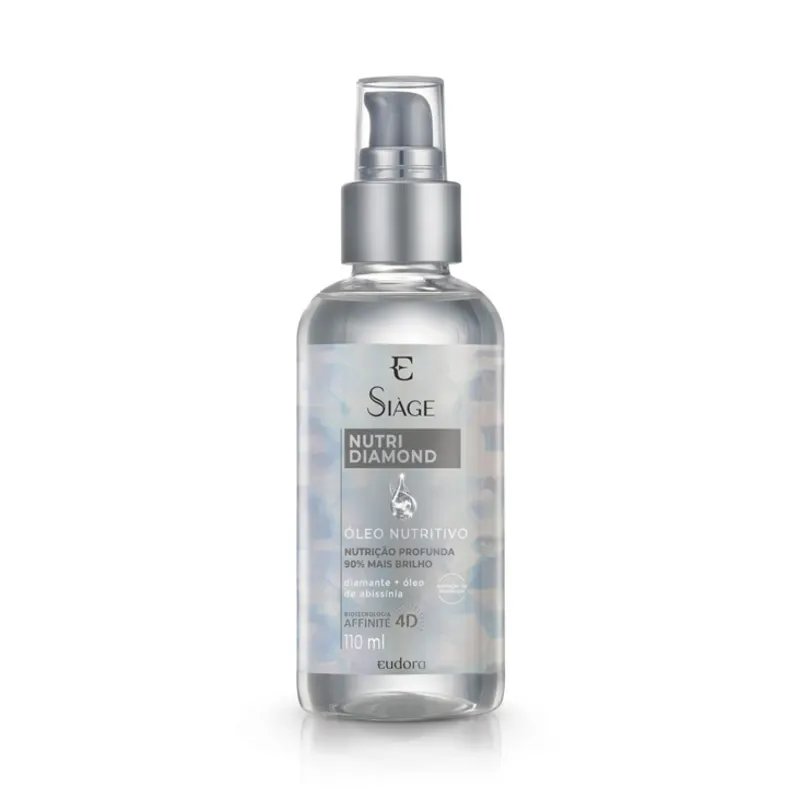 E
SIÀGE
NUTRI
DIAMOND
ÓLEO NUTRITIVO
NUTRIÇÃO PROFUNDA
90% MAIS BRILHO
diamante + óleo
de abissínia
BIOTECNOLOGIA
AFFINITÉ 4D
110 ml
Eudora